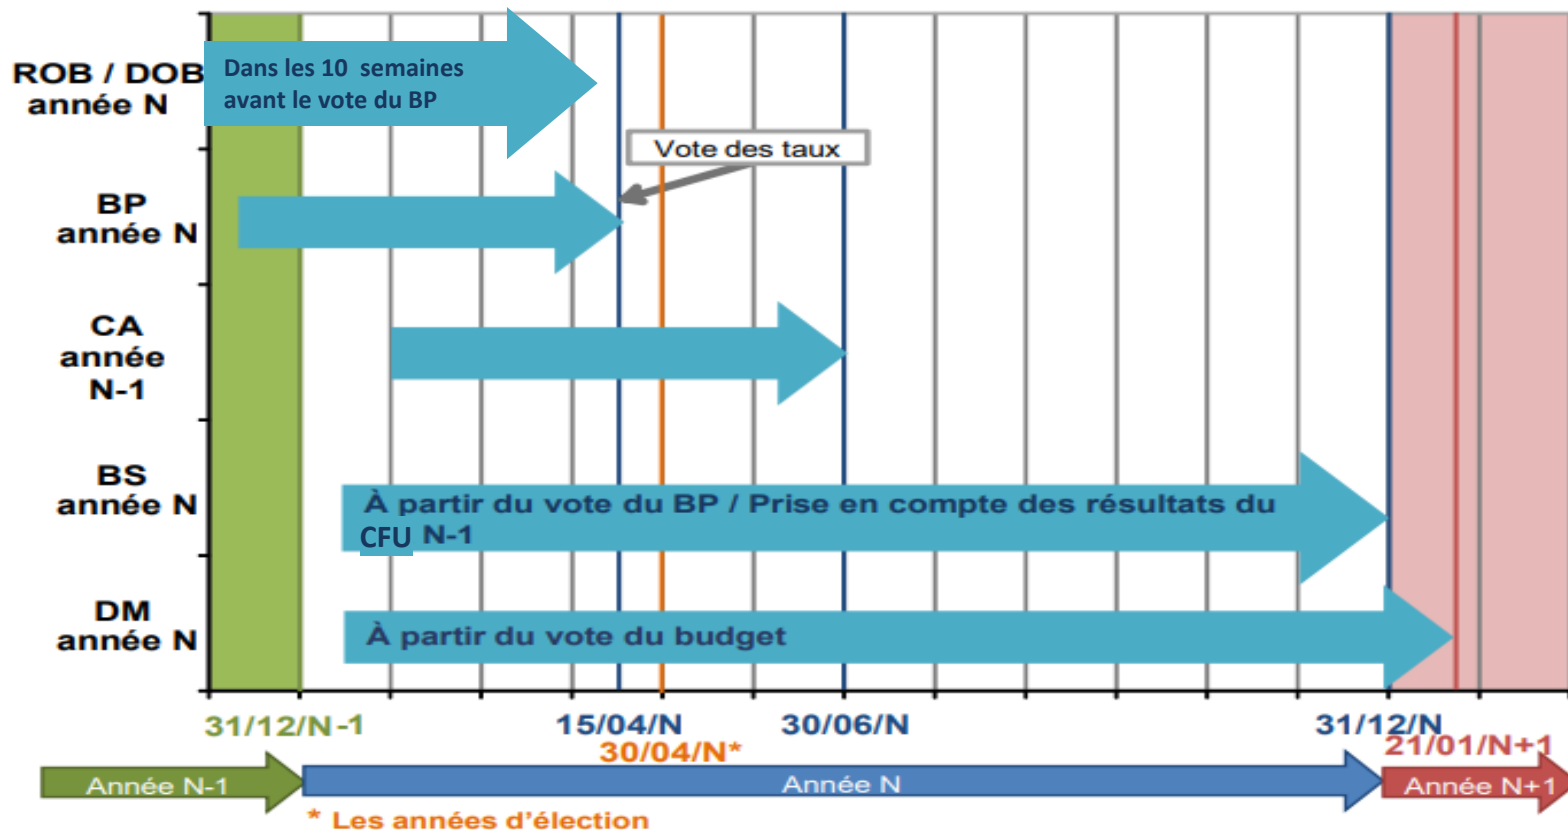 ROB / DOB
année N
Dans les 10 semaines
avant le vote du BP
Vote des taux
BP
année N
CA
année
N-1
BS
année N
À partir du vote du BP / Prise en compte des résultats du
CFU N-1
DM
année N
À partir du vote du budget
31/12/N-1
15/04/N
30/06/N
31/12/N
30/04/N*
21/01/N+1
Année N-1
Année N
Année N+1
* Les années d'élection